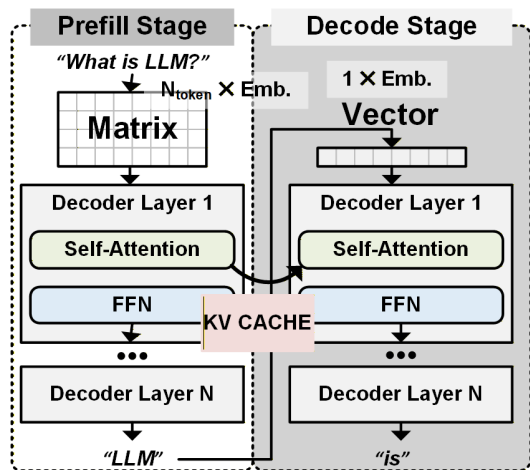 Prefill Stage
"What is LLM?"
N_token × Emb.
Matrix
Decoder Layer 1
Self-Attention
FFN
•••
Decoder Layer N
"LLM"
KV CACHE
Decode Stage
1 × Emb.
Vector
Decoder Layer 1
Self-Attention
FFN
•••
Decoder Layer N
"is"